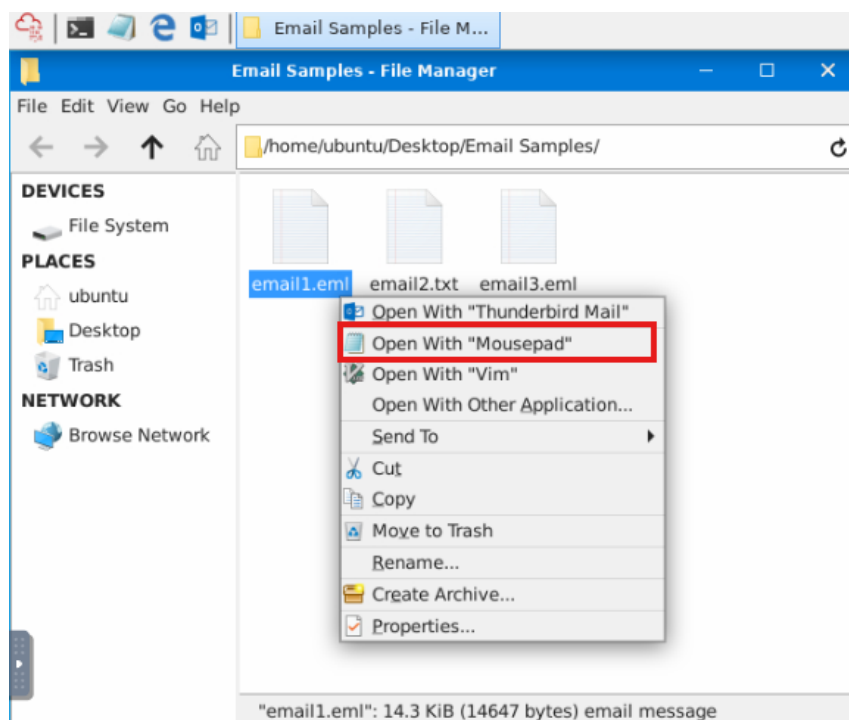 Email Samples - File M...
Email Samples - File Manager
File Edit View Go Help
/home/ubuntu/Desktop/Email Samples/
DEVICES
File System
PLACES
ubuntu
Desktop
Trash
NETWORK
Browse Network
email1.eml email2.txt email3.eml
Open With "Thunderbird Mail"
Open With "Mousepad"
Open With "Vim"
Open With Other Application...
Send To
Cut
Copy
Move to Trash
Rename...
Create Archive...
Properties...
"email1.eml": 14.3 KiB (14647 bytes) email message